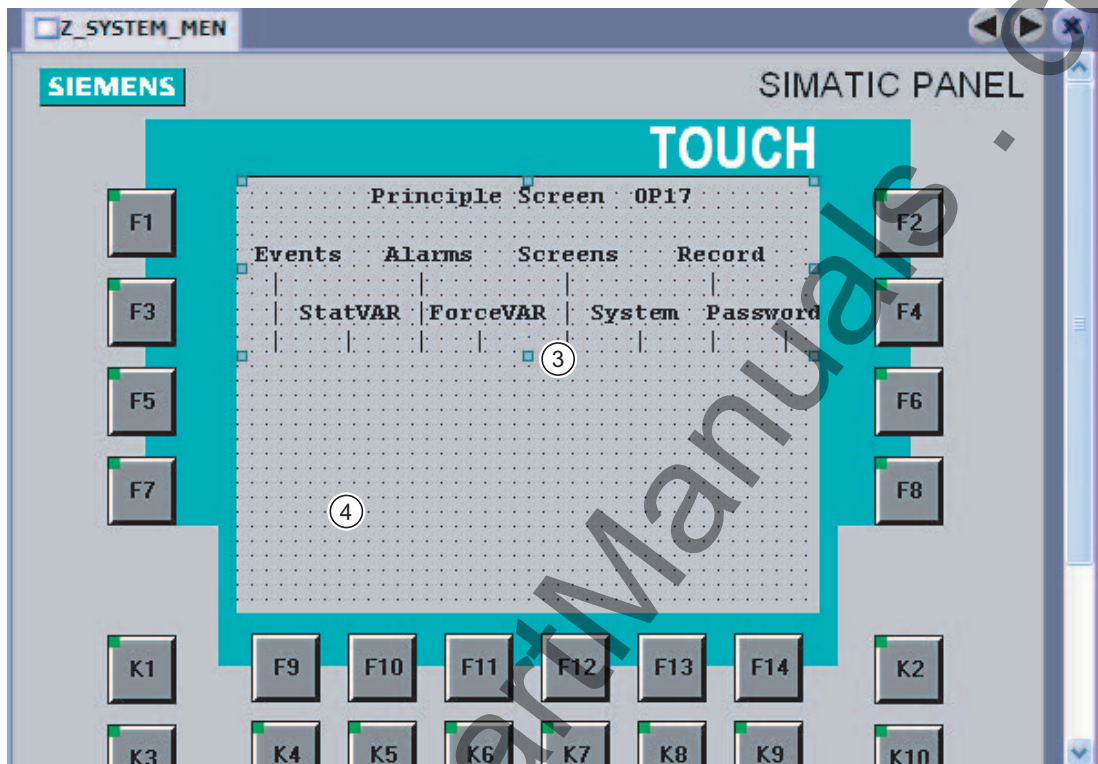 Z_SYSTEM_MEN
SIEMENS
SIMATIC PANEL
TOUCH
Principle Screen OP17
F1
F2
Events Alarms Screens Record
F3
StatVAR ForceVAR System Password
F4
3
F5
F6
F7
4
F8
K1
F9 F10 F11 F12 F13 F14
K2
K3
K4 K5 K6 K7 K8 K9
K10